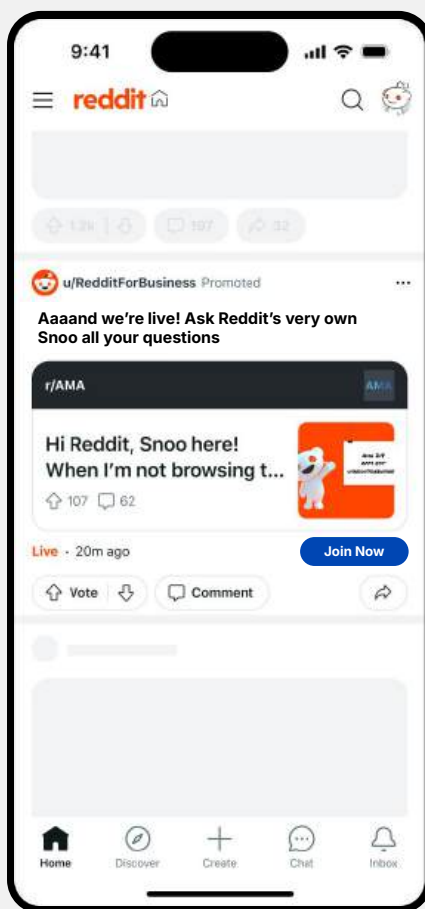 9:41
reddit
1.2k 197 32
u/RedditForBusiness Promoted
Aaaand we're live! Ask Reddit's very own
Snoo all your questions
r/AMA
AMA
Hi Reddit, Snoo here!
When I'm not browsing t...
107 62
Live · 20m ago
Join Now
Vote
Comment
Home
Discover
Create
Chat
Inbox